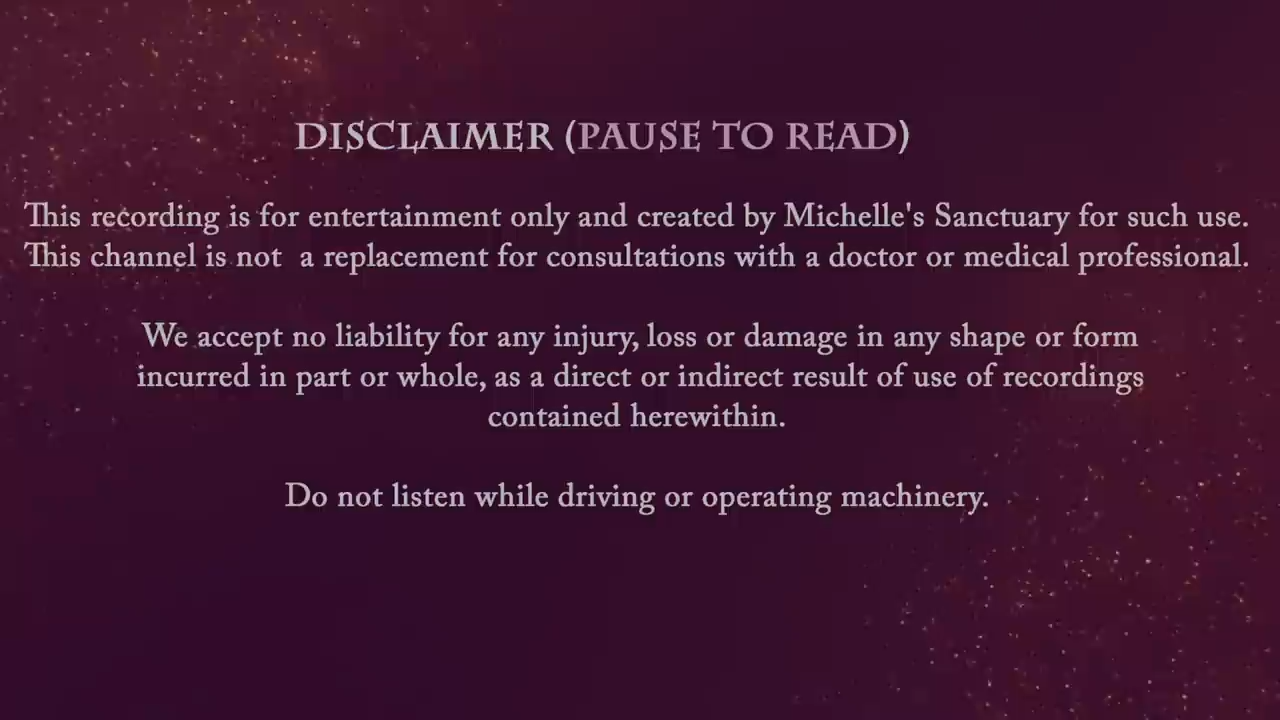 DISCLAIMER (PAUSE TO READ)
This recording is for entertainment only and created by Michelle's Sanctuary for such use.
This channel is not  a replacement for consultations with a doctor or medical professional.
We accept no liability for any injury, loss or damage in any shape or form
incurred in part or whole, as a direct or indirect result of use of recordings
contained herewithin.
Do not listen while driving or operating machinery.